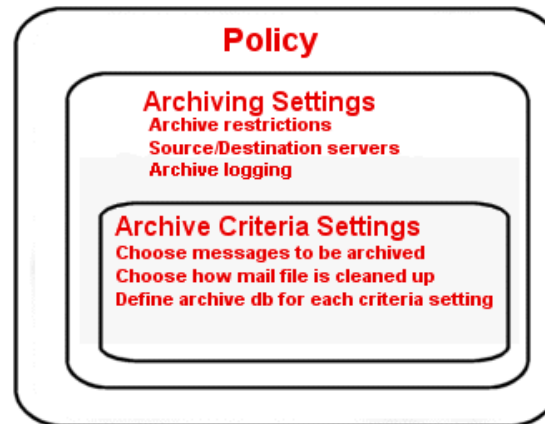 Policy
Archiving Settings
Archive restrictions
Source/Destination servers
Archive logging
Archive Criteria Settings
Choose messages to be archived
Choose how mail file is cleaned up
Define archive db for each criteria setting